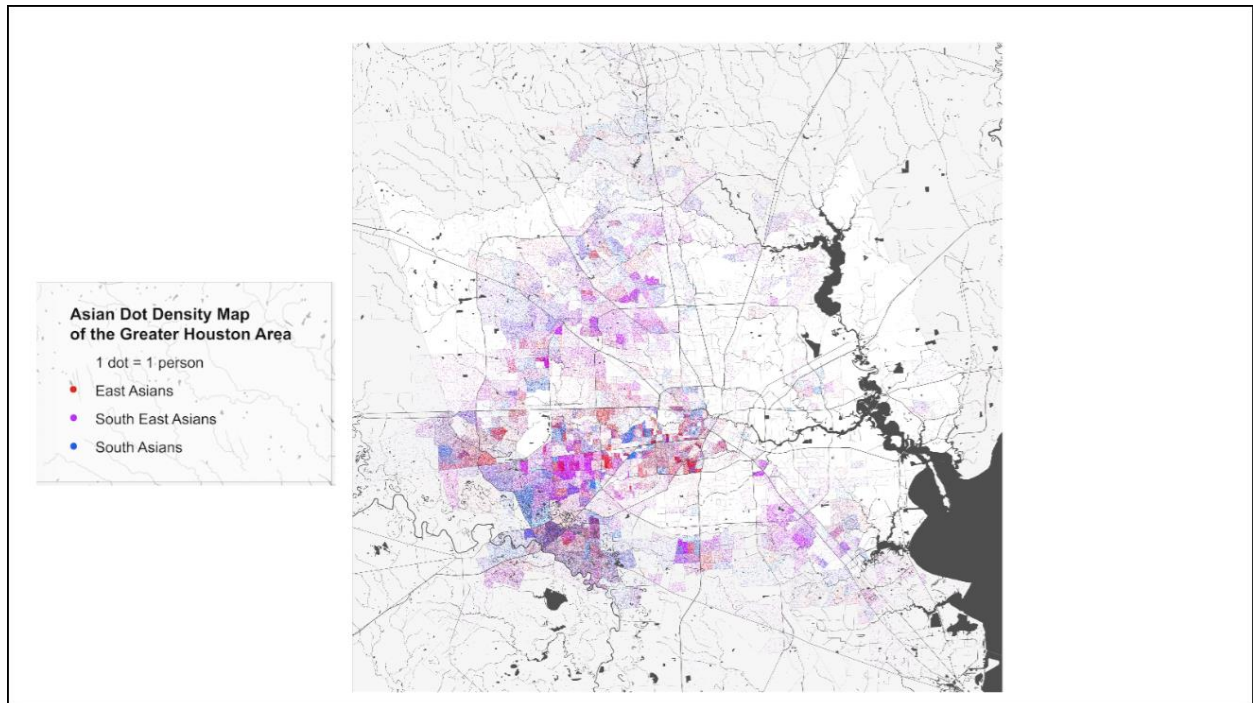 Asian Dot Density Map
of the Greater Houston Area
1 dot = 1 person
East Asians
South East Asians
South Asians